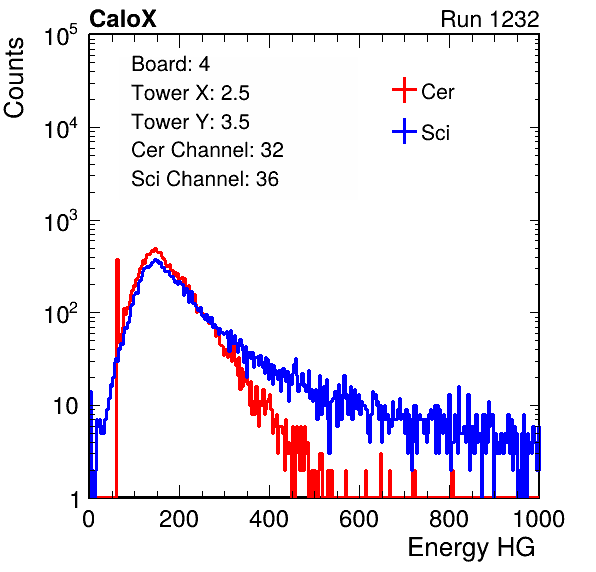 CaloX Run 1232
Counts
10^5
10^4
10^3
10^2
10
1
Board: 4
Tower X: 2.5
Tower Y: 3.5
Cer Channel: 32
Sci Channel: 36
Cer
Sci
0 200 400 600 800 1000
Energy HG